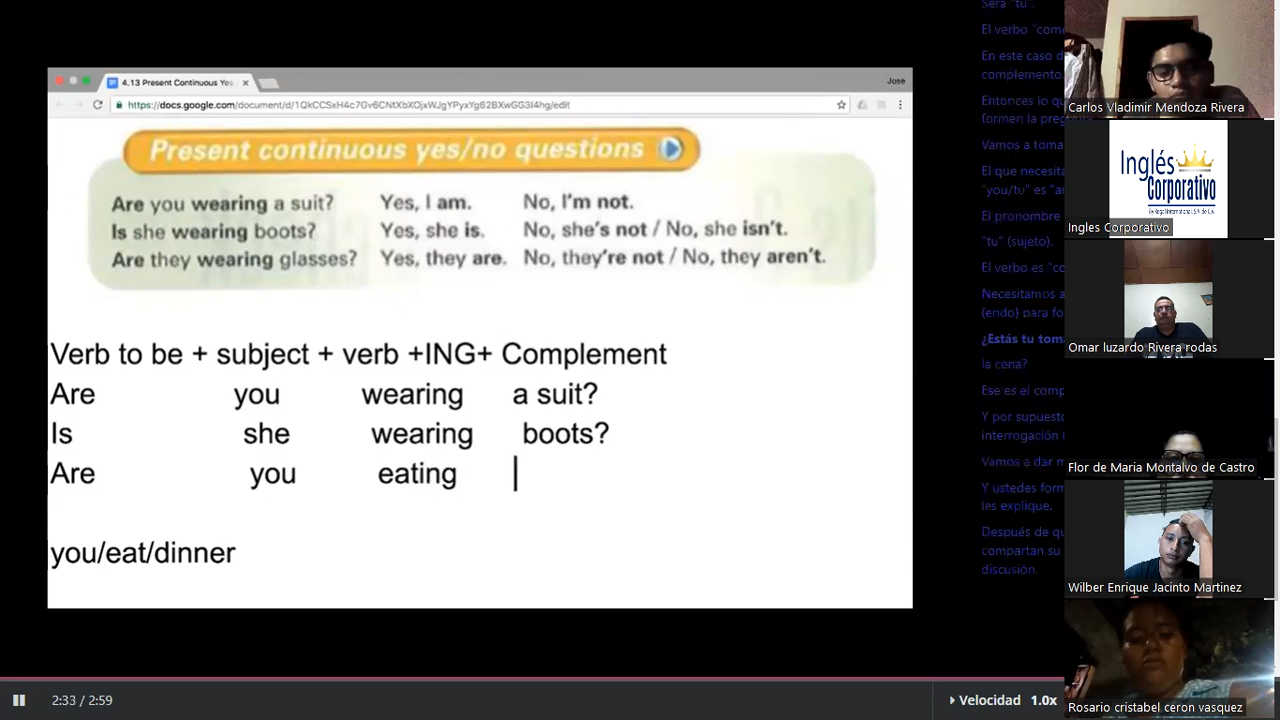 4.13 Present Continuous Yes
Jose
https://docs.google.com/document/d/1QkCCSxH4c7Gv6CNtXbXOjxWJgYPyxYg62BXwGG3I4hg/edit
Present continuous yes/no questions
Are you wearing a suit? Yes, I am. No, I'm not.
Is she wearing boots? Yes, she is. No, she's not / No, she isn't.
Are they wearing glasses? Yes, they are. No, they're not / No, they aren't.
Verb to be + subject + verb +ING+ Complement
Are you wearing a suit?
Is she wearing boots?
Are you eating
you/eat/dinner
2:33 / 2:59
Velocidad 1.0x
Será "tu".
El verbo "come
En este caso d
complemento.
Entonces lo qu
formen la pregu
Vamos a toma
El que necesita
"you/tu" es "ar
El pronombre
"tu" (sujeto).
El verbo es "co
Necesitamos a
(endo) para fo
¿Estás tu tom
la cena?
Ese es el comp
Y por supuesto
interrogación
Vamos a dar m
Y ustedes form
les explique.
Después de qu
compartan su
discusión.
Carlos Vladimir Mendoza Rivera
Inglés
Corporativo
Ingles Corporativo
Omar luzardo Rivera rodas
Flor de Maria Montalvo de Castro
Wilber Enrique Jacinto Martinez
Rosario cristabel ceron vasquez